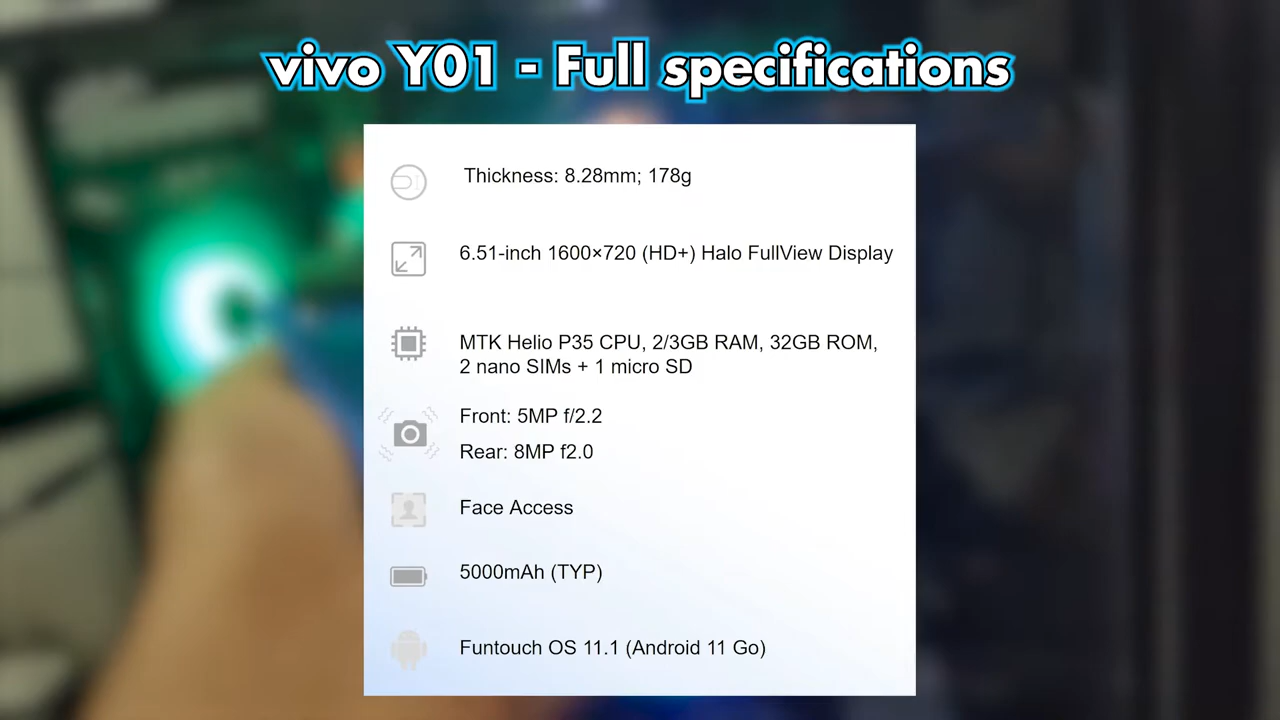 vivo Y01 - Full specifications
Thickness: 8.28mm; 178g
6.51-inch 1600×720 (HD+) Halo FullView Display
MTK Helio P35 CPU, 2/3GB RAM, 32GB ROM,
2 nano SIMs + 1 micro SD
Front: 5MP f/2.2
Rear: 8MP f2.0
Face Access
5000mAh (TYP)
Funtouch OS 11.1 (Android 11 Go)